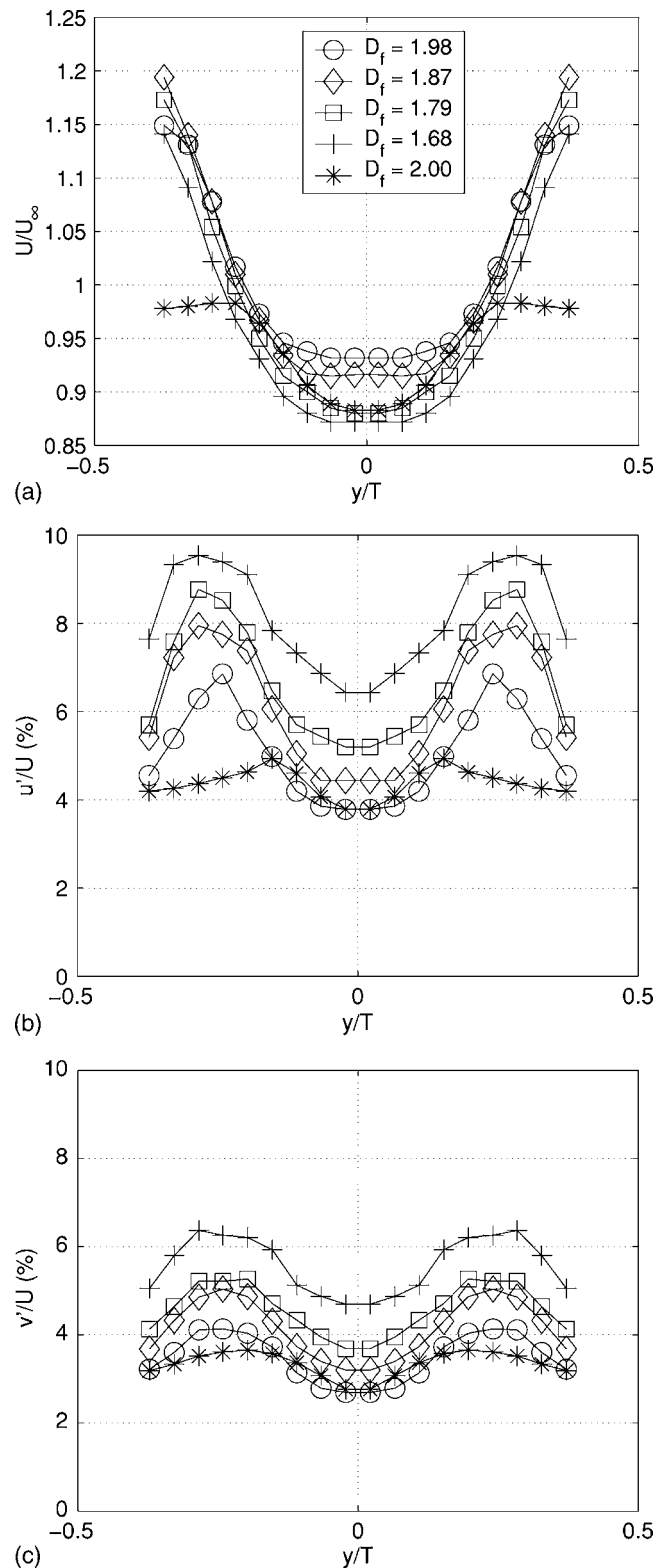 D_f = 1.98
D_f = 1.87
D_f = 1.79
D_f = 1.68
D_f = 2.00
1.2
1.15
1.1
1.05
1
0.95
0.9
0.85
U/U_∞
−0.5
0
0.5
y/T
(a)
10
8
6
4
2
0
u'/U (%)
−0.5
0
0.5
y/T
(b)
10
8
6
4
2
0
v'/U (%)
−0.5
0
0.5
y/T
(c)